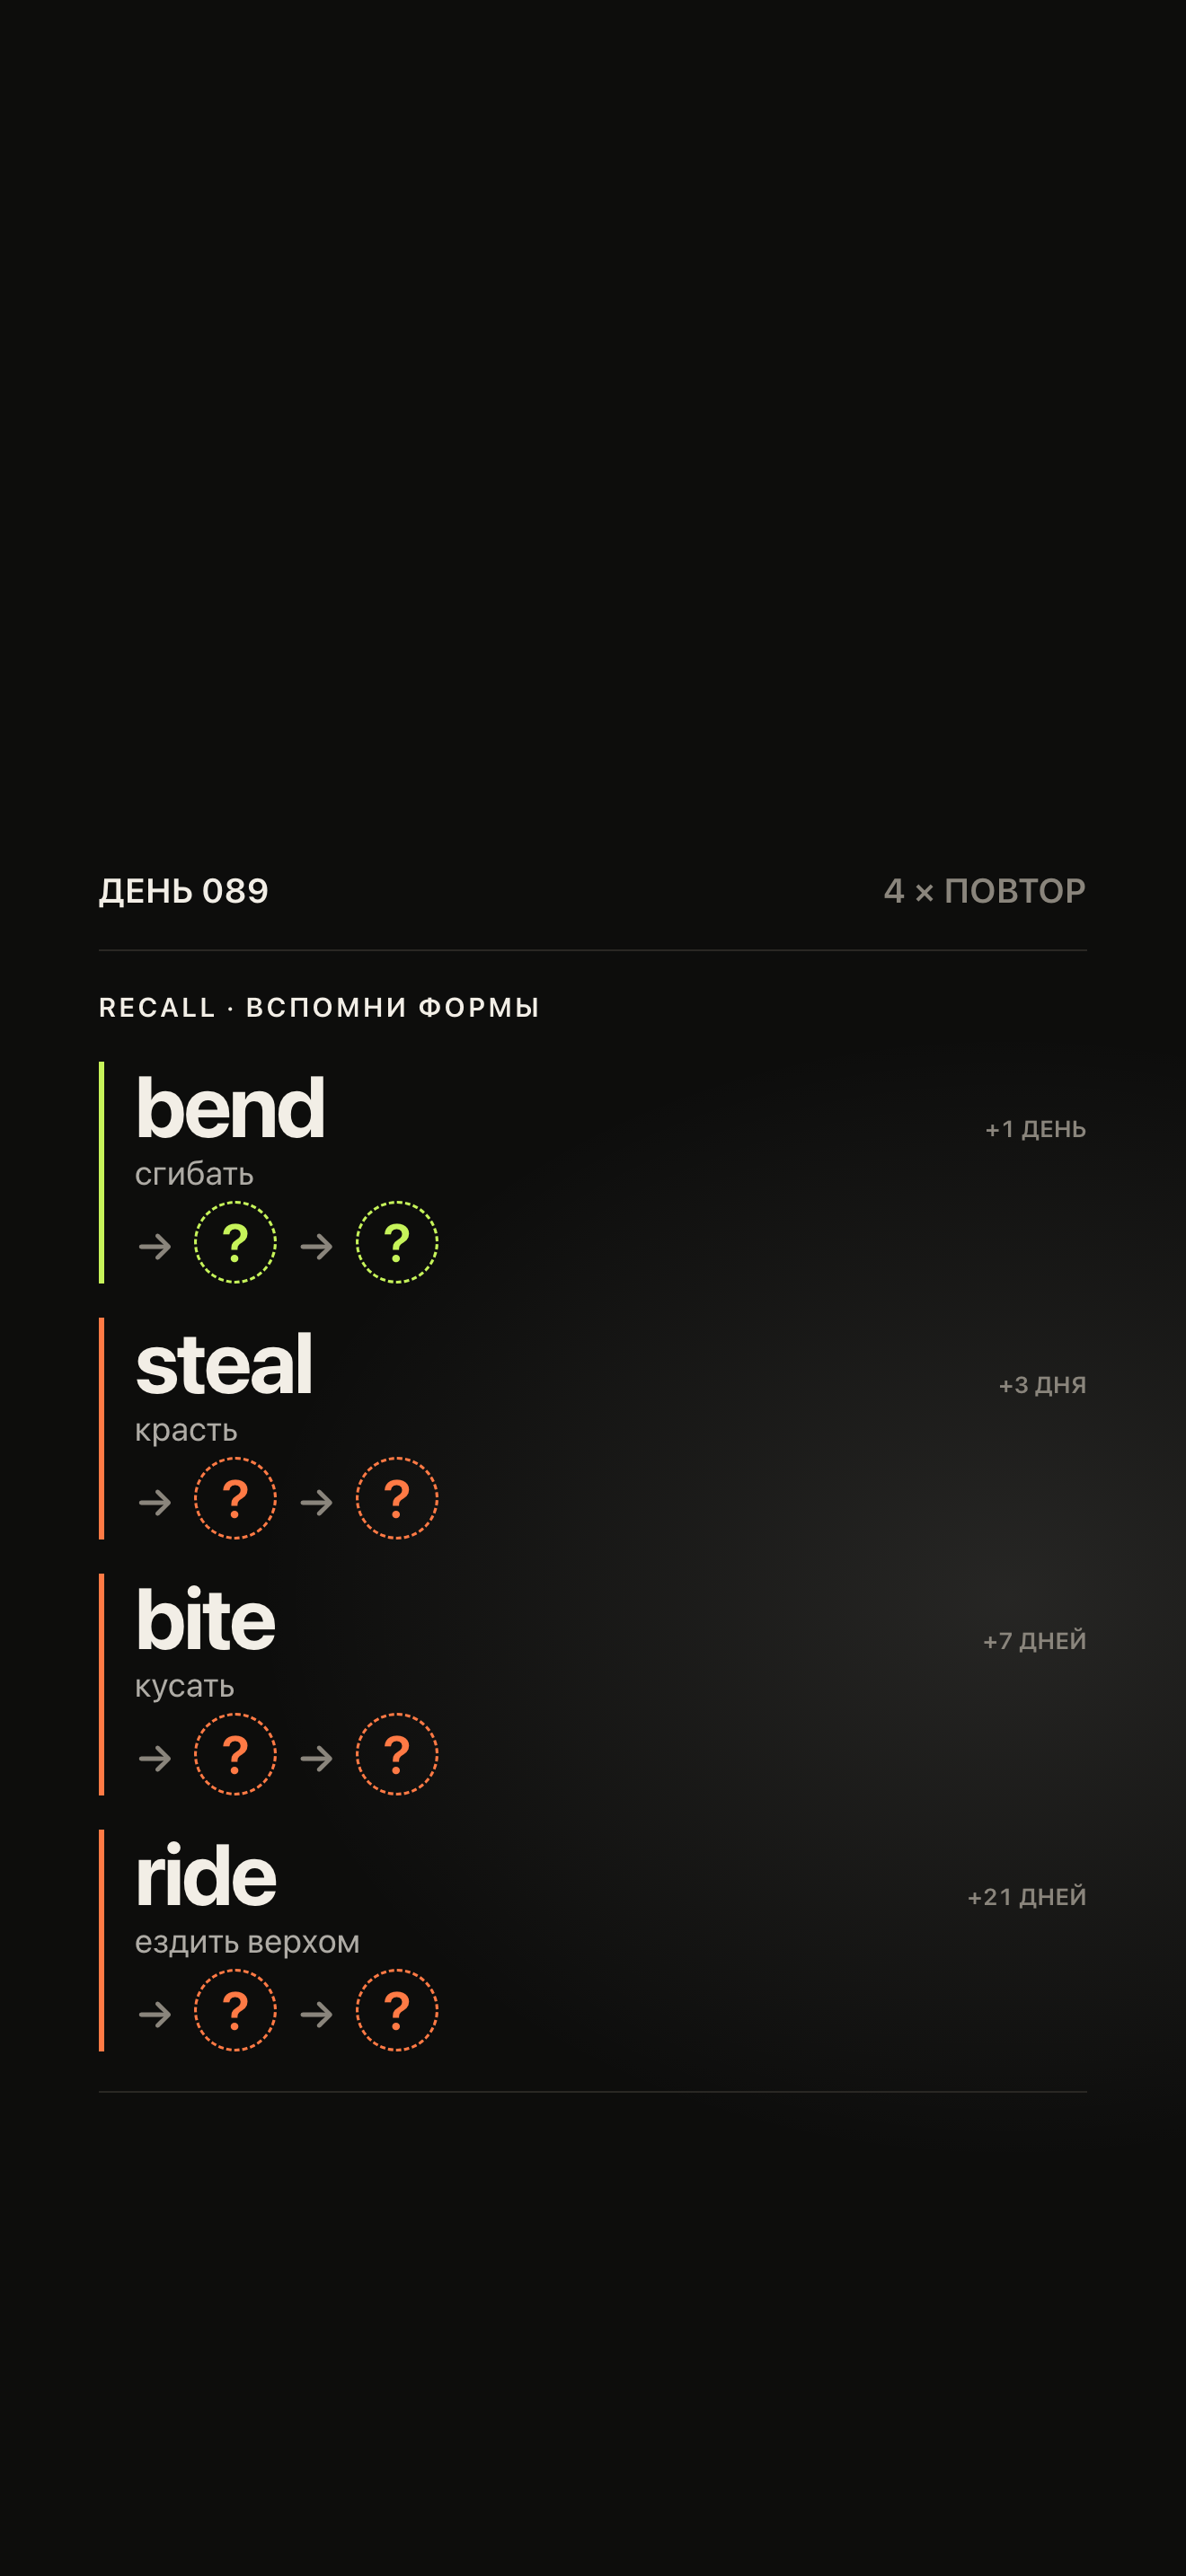 ДЕНЬ 089
4 × ПОВТОР
RECALL · ВСПОМНИ ФОРМЫ
bend
+1 ДЕНЬ
сгибать
→ ? → ?
steal
+3 ДНЯ
красть
→ ? → ?
bite
+7 ДНЕЙ
кусать
→ ? → ?
ride
+21 ДНЕЙ
ездить верхом
→ ? → ?